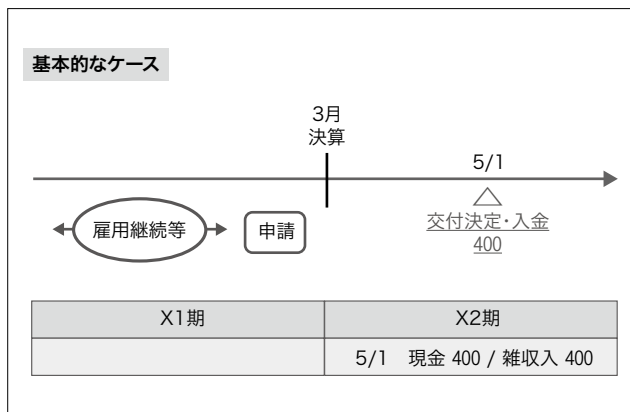 基本的なケース
3月
決算
5/1
雇用継続等
申請
交付決定・入金
400
X1期
X2期
5/1 現金 400 / 雑収入 400